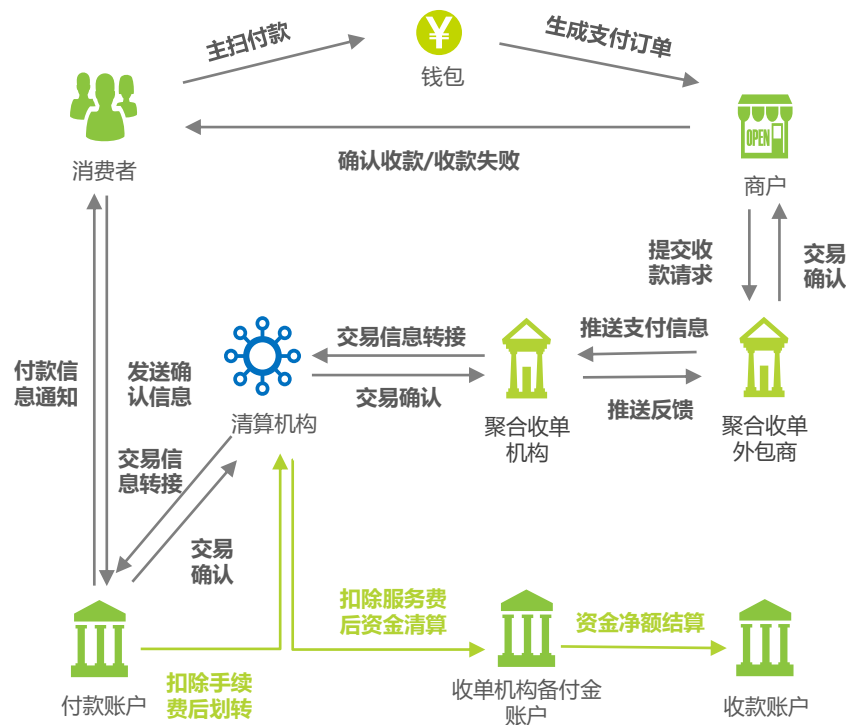 主扫付款
¥
钱包
生成支付订单
消费者
确认收款/收款失败
OPEN
商户
提交收
款请求
交易
确认
付款信
息通知
发送确
认信息
清算机构
交易信息转接
交易确认
聚合收单
机构
推送支付信息
推送反馈
聚合收单
外包商
交易信
息转接
交易
确认
付款账户
扣除手续
费后划转
扣除服务费
后资金清算
收单机构备付金
账户
资金净额结算
收款账户